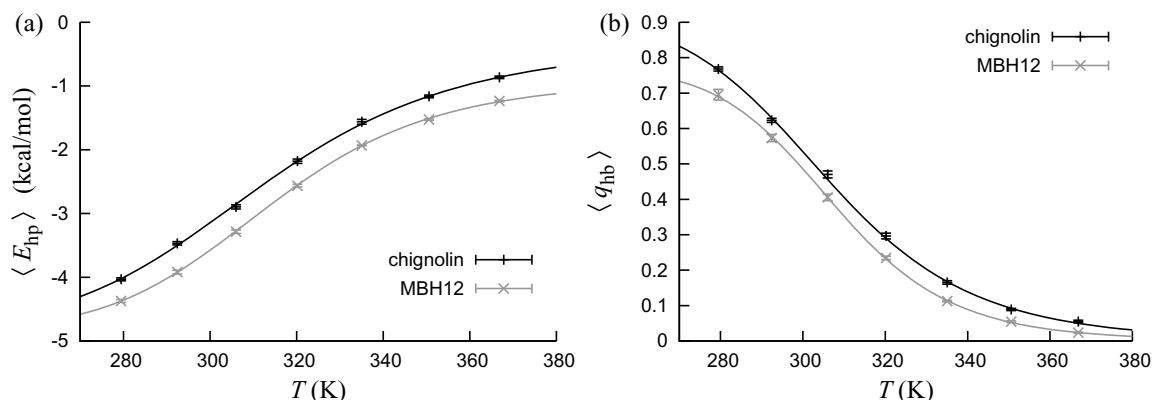 (a)
⟨ E_hp ⟩ (kcal/mol)
0
-1
-2
-3
-4
-5
chignolin
MBH12
280 300 320 340 360 380
T (K)
(b)
⟨ q_hb ⟩
0.9
0.8
0.7
0.6
0.5
0.4
0.3
0.2
0.1
0
chignolin
MBH12
280 300 320 340 360 380
T (K)